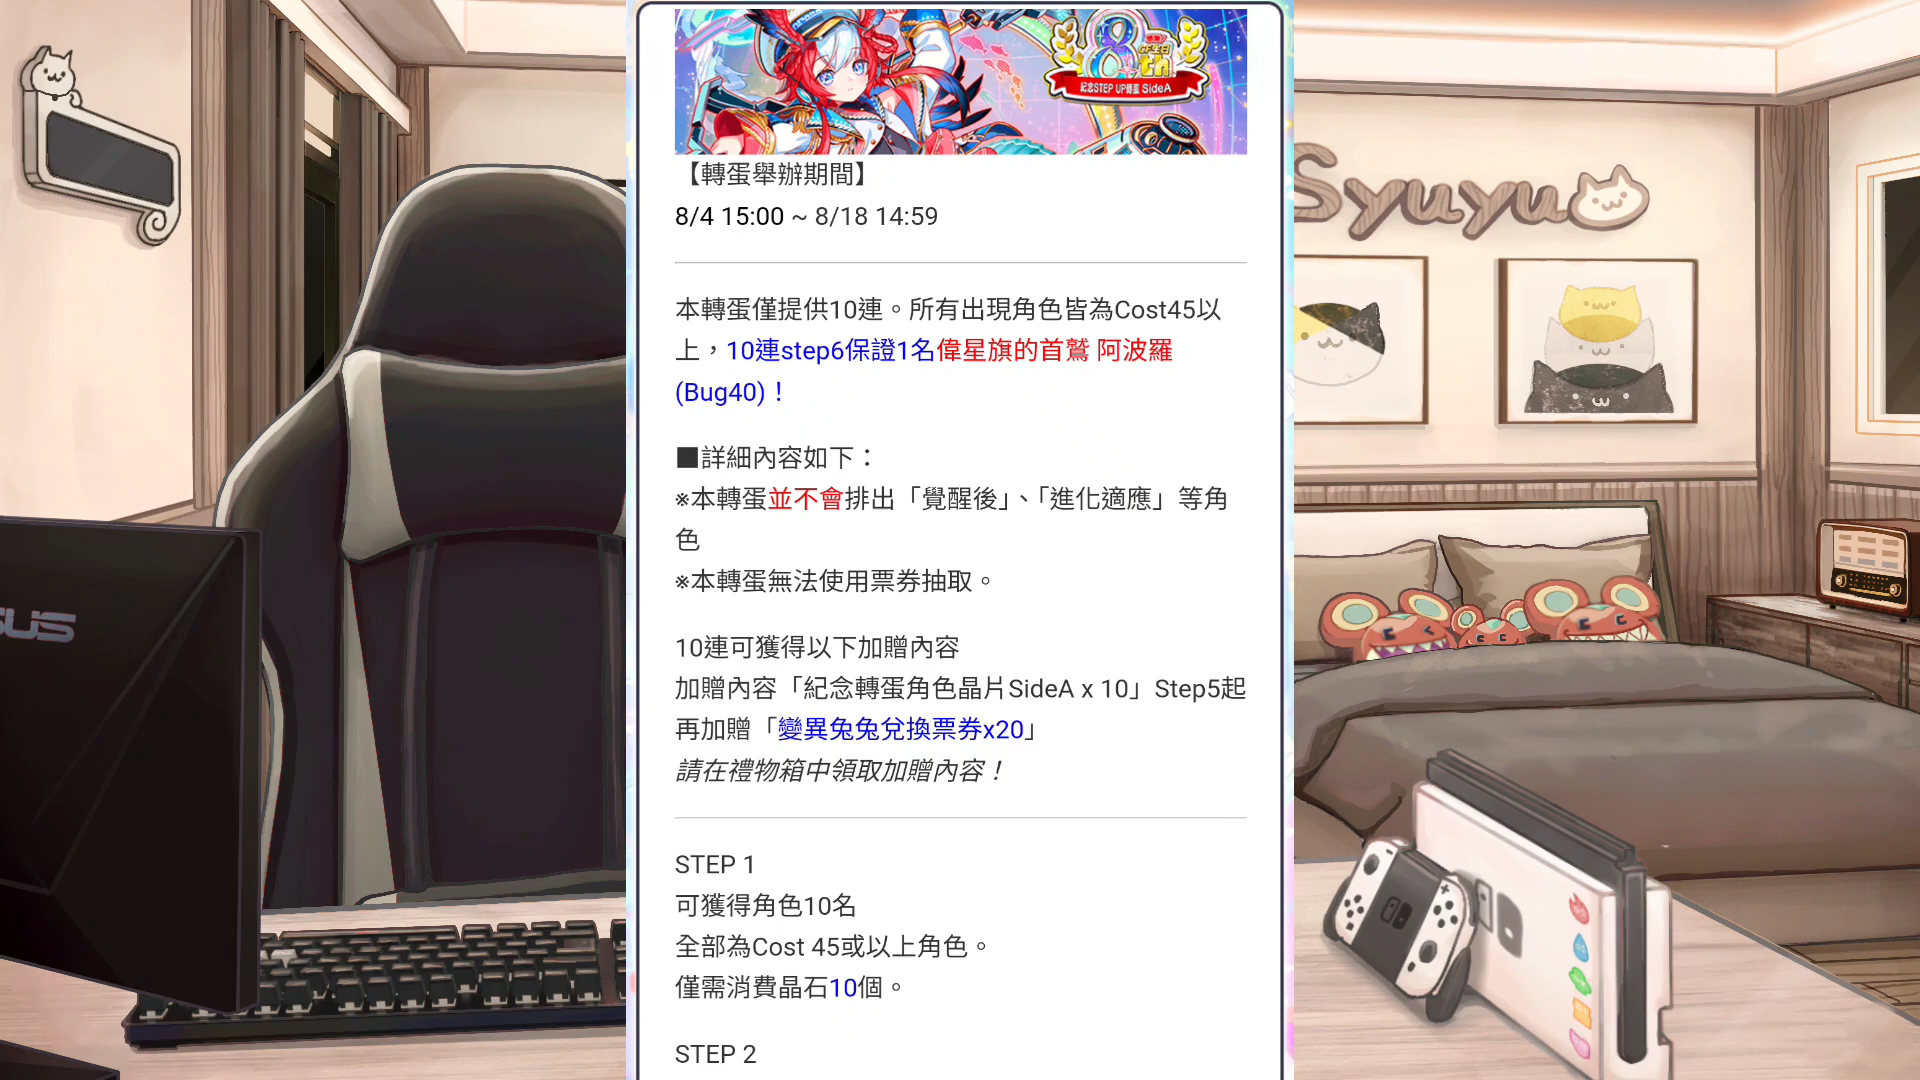 8th
紀念STEP UP轉蛋 SideA
【轉蛋舉辦期間】
8/4 15:00 ~ 8/18 14:59
本轉蛋僅提供10連。所有出現角色皆為Cost45以
上，10連step6保證1名偉星旗的首鷲 阿波羅
(Bug40)！
■詳細內容如下：
※本轉蛋並不會排出「覺醒後」、「進化適應」等角
色
※本轉蛋無法使用票券抽取。
10連可獲得以下加贈內容
加贈內容「紀念轉蛋角色晶片SideA x 10」Step5起
再加贈「變異兔兔兌換票券x20」
請在禮物箱中領取加贈內容！
STEP 1
可獲得角色10名
全部為Cost 45或以上角色。
僅需消費晶石10個。
STEP 2
Syuyu
SUS